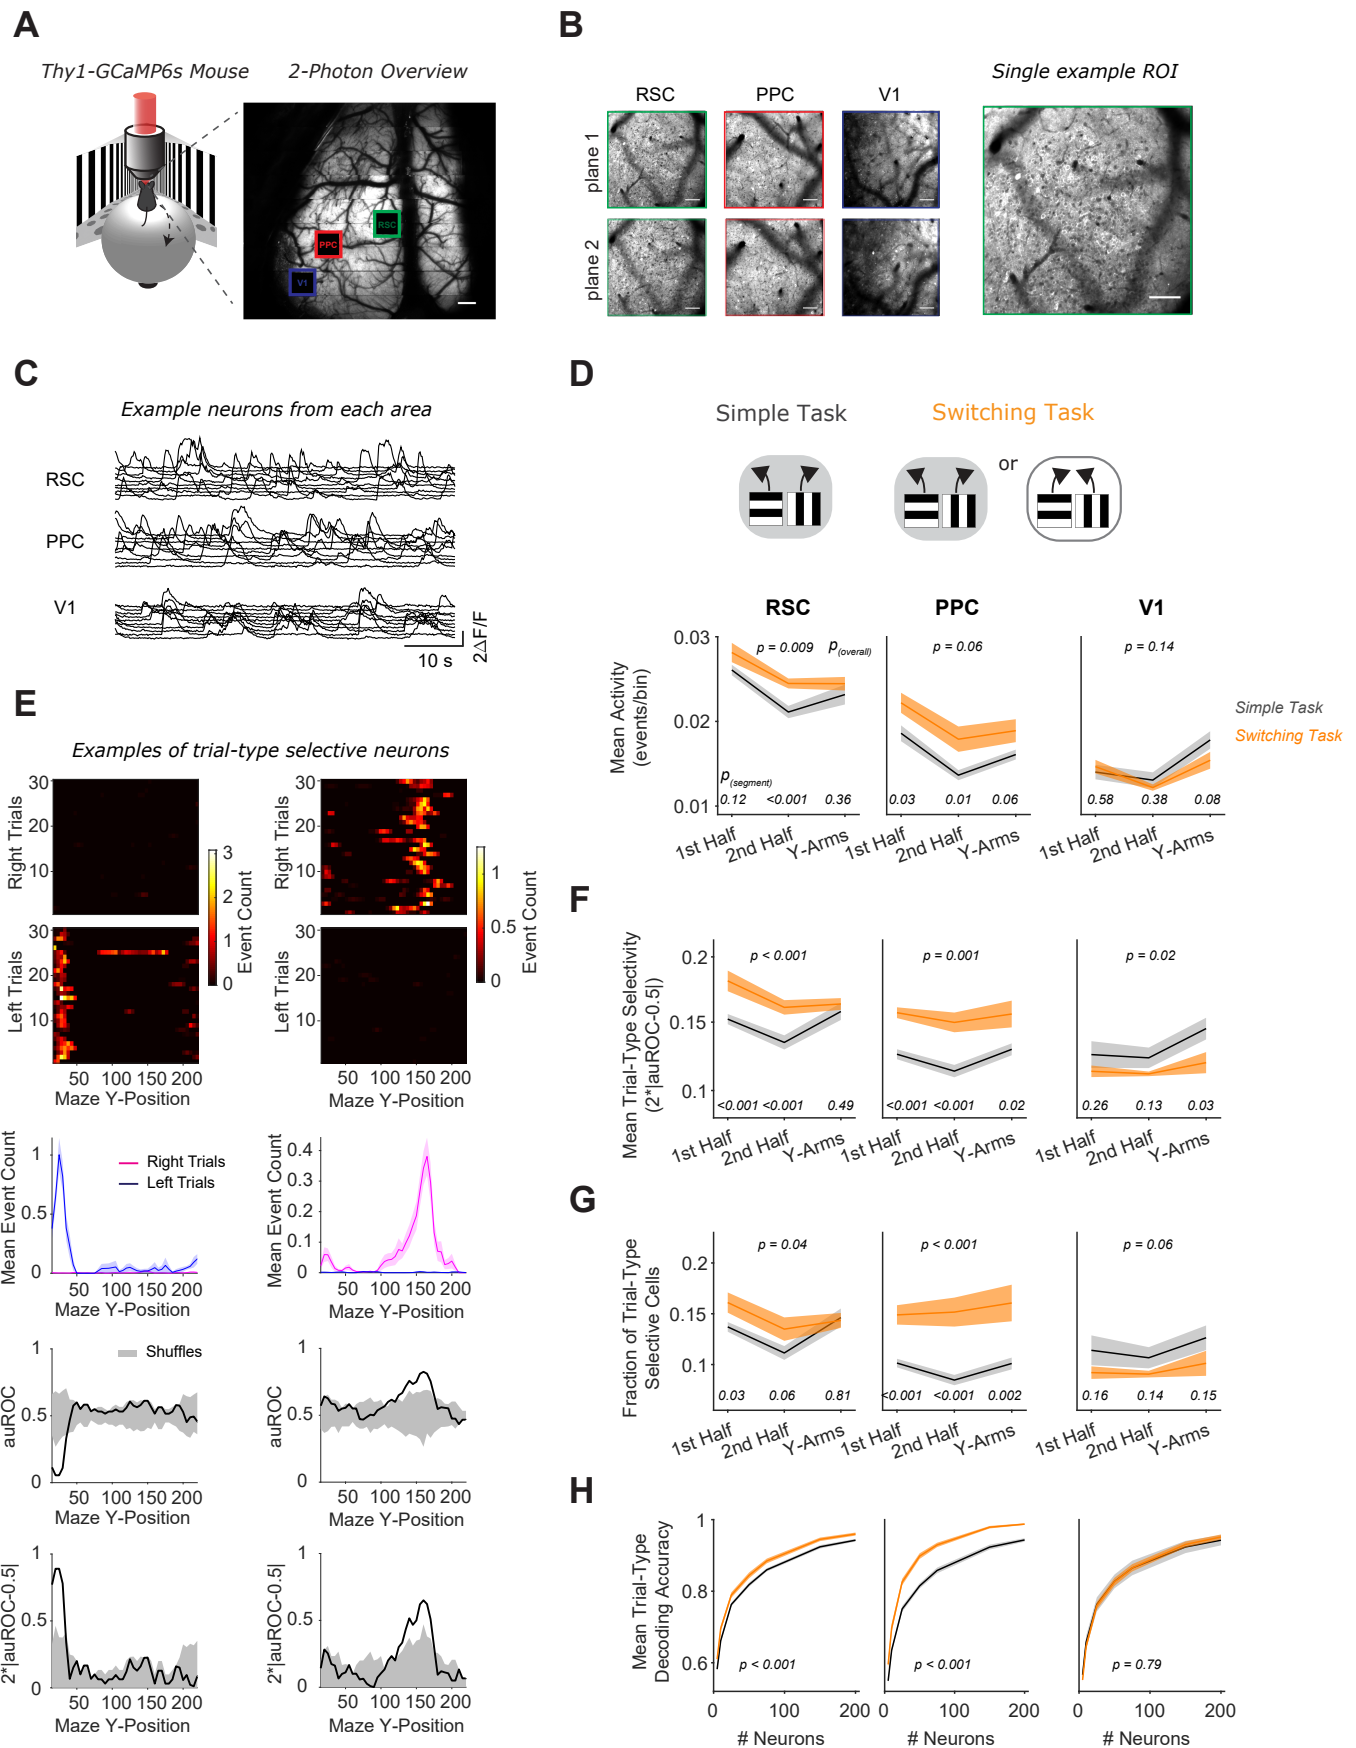 A
Thy1-GCaMP6s Mouse
2-Photon Overview
RSC
PPC
V1
B
RSC PPC V1
Single example ROI
plane 1
plane 2
C
Example neurons from each area
RSC
PPC
V1
10 s
2ΔF/F
D
Simple Task
Switching Task
or
RSC PPC V1
Mean Activity
(events/bin)
0.03
0.02
0.01
p = 0.009 p(overall)
p = 0.06
p = 0.14
p(segment)
0.12 <0.001 0.36
0.03 0.01 0.06
0.58 0.38 0.08
Simple Task
Switching Task
1st Half 2nd Half Y-Arms
1st Half 2nd Half Y-Arms
1st Half 2nd Half Y-Arms
E
Examples of trial-type selective neurons
Right Trials
30
20
10
Left Trials
30
20
10
3
2
1
0
Event Count
50 100 150 200
Maze Y-Position
Right Trials
30
20
10
Left Trials
30
20
10
1
0.5
0
Event Count
50 100 150 200
Maze Y-Position
Mean Event Count
1
0.5
0
Right Trials
Left Trials
50 100 150 200
Maze Y-Position
Mean Event Count
0.4
0.3
0.2
0.1
0
50 100 150 200
Maze Y-Position
auROC
1
0.5
0
Shuffles
50 100 150 200
Maze Y-Position
auROC
1
0.5
0
50 100 150 200
Maze Y-Position
2*|auROC-0.5|
1
0.5
0
50 100 150 200
Maze Y-Position
2*|auROC-0.5|
1
0.5
0
50 100 150 200
Maze Y-Position
F
Mean Trial-Type Selectivity
(2*|auROC-0.5|)
0.2
0.15
0.1
p < 0.001
p = 0.001
p = 0.02
<0.001 <0.001 0.49
<0.001 <0.001 0.02
0.26 0.13 0.03
1st Half 2nd Half Y-Arms
1st Half 2nd Half Y-Arms
1st Half 2nd Half Y-Arms
G
Fraction of Trial-Type
Selective Cells
0.2
0.15
0.1
p = 0.04
p < 0.001
p = 0.06
0.03 0.06 0.81
<0.001 <0.001 0.002
0.16 0.14 0.15
1st Half 2nd Half Y-Arms
1st Half 2nd Half Y-Arms
1st Half 2nd Half Y-Arms
H
Mean Trial-Type
Decoding Accuracy
1
0.8
0.6
p < 0.001
p < 0.001
p = 0.79
0 100 200
0 100 200
0 100 200
# Neurons
# Neurons
# Neurons